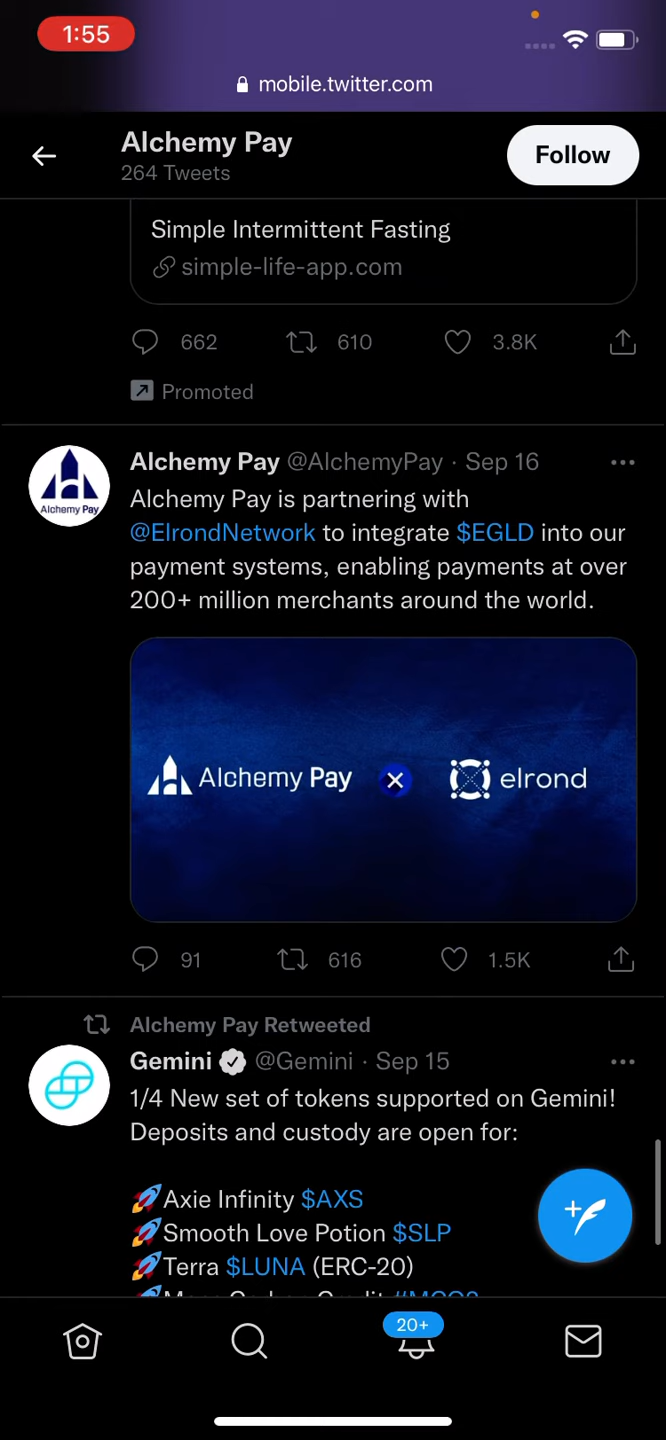 1:55
mobile.twitter.com
Alchemy Pay
264 Tweets
Follow
Simple Intermittent Fasting
simple-life-app.com
662 610 3.8K
Promoted
Alchemy Pay @AlchemyPay · Sep 16
Alchemy Pay is partnering with
@ElrondNetwork to integrate $EGLD into our
payment systems, enabling payments at over
200+ million merchants around the world.
Alchemy Pay
Alchemy Pay X elrond
91 616 1.5K
Alchemy Pay Retweeted
Gemini @Gemini · Sep 15
1/4 New set of tokens supported on Gemini!
Deposits and custody are open for:
🚀Axie Infinity $AXS
🚀Smooth Love Potion $SLP
🚀Terra $LUNA (ERC-20)
20+